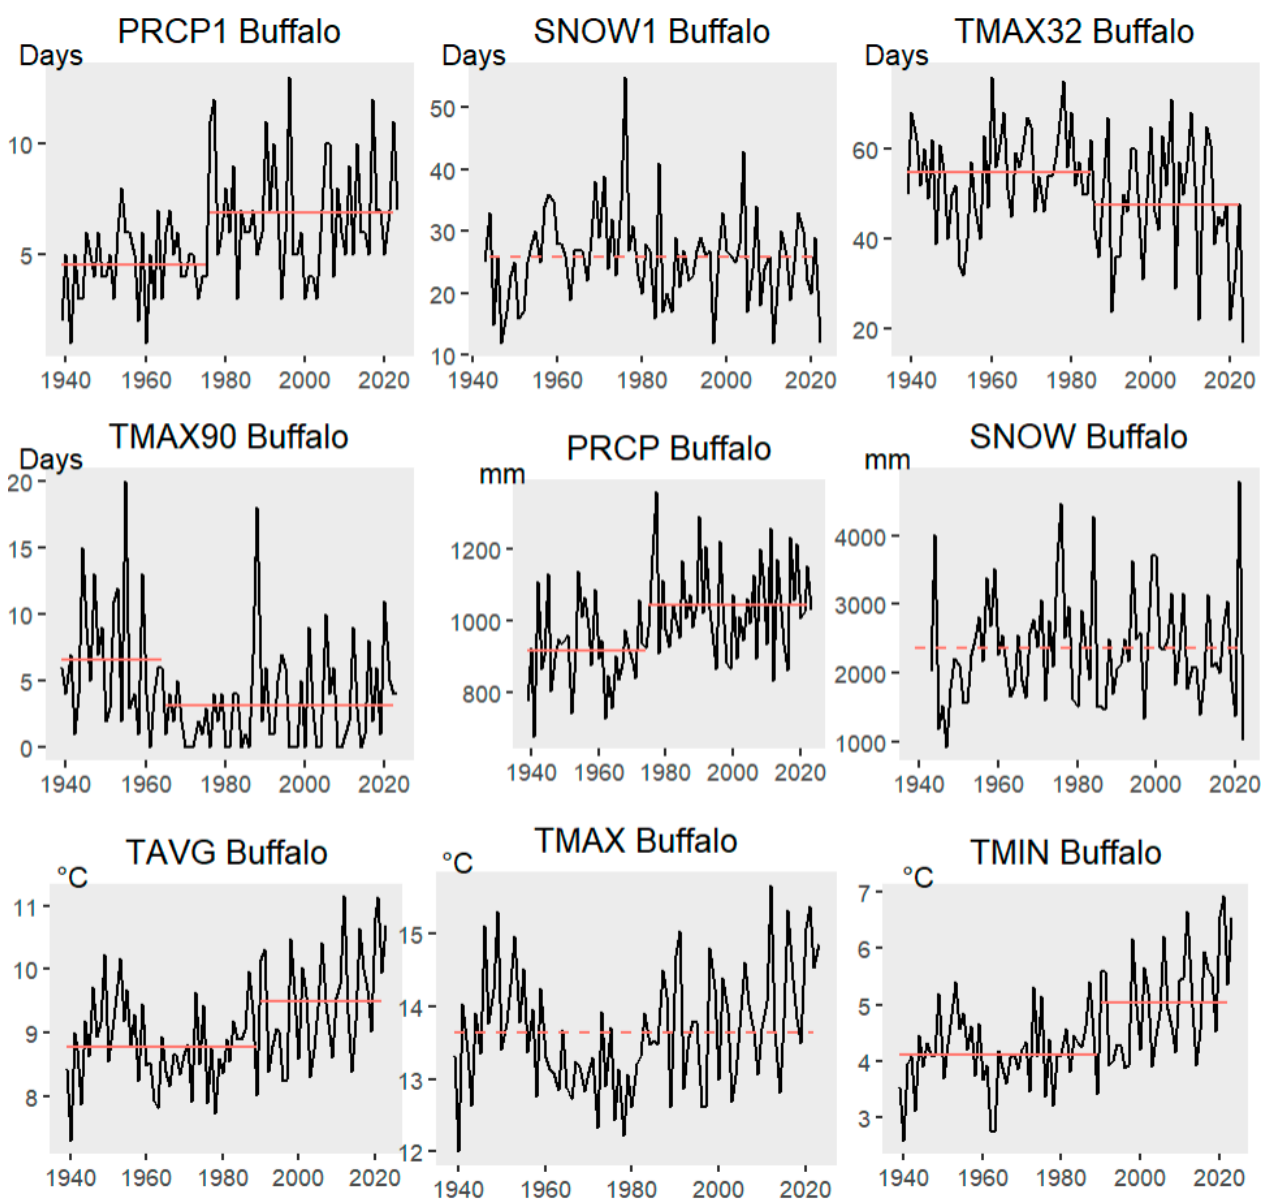 PRCP1 Buffalo
Days
10
5
1940 1960 1980 2000 2020
SNOW1 Buffalo
Days
50
40
30
20
10
1940 1960 1980 2000 2020
TMAX32 Buffalo
Days
60
40
20
1940 1960 1980 2000 2020
TMAX90 Buffalo
Days
20
15
10
5
0
1940 1960 1980 2000 2020
PRCP Buffalo
mm
1200
1000
800
1940 1960 1980 2000 2020
SNOW Buffalo
mm
4000
3000
2000
1000
1940 1960 1980 2000 2020
TAVG Buffalo
°C
11
10
9
8
1940 1960 1980 2000 2020
TMAX Buffalo
°C
15
14
13
12
1940 1960 1980 2000 2020
TMIN Buffalo
°C
7
6
5
4
3
1940 1960 1980 2000 2020